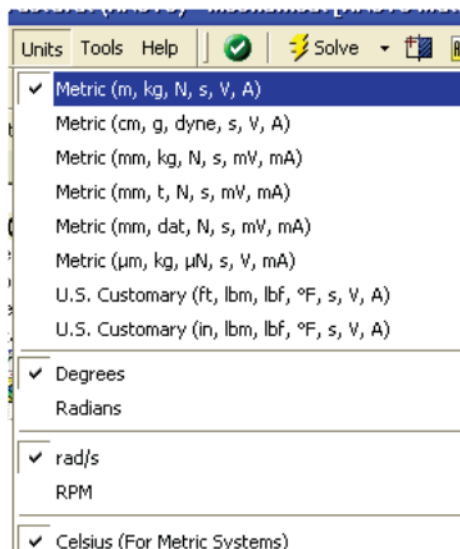 Units Tools Help Solve
Metric (m, kg, N, s, V, A)
Metric (cm, g, dyne, s, V, A)
Metric (mm, kg, N, s, mV, mA)
Metric (mm, t, N, s, mV, mA)
Metric (mm, dat, N, s, mV, mA)
Metric (µm, kg, µN, s, V, mA)
U.S. Customary (ft, lbm, lbf, °F, s, V, A)
U.S. Customary (in, lbm, lbf, °F, s, V, A)
Degrees
Radians
rad/s
RPM
Celsius (For Metric Systems)